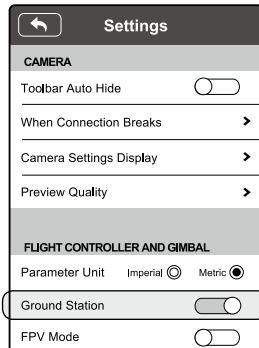 Settings
CAMERA
Toolbar Auto Hide
When Connection Breaks
Camera Settings Display
Preview Quality
FLIGHT CONTROLLER AND GIMBAL
Parameter Unit Imperial Metric
Ground Station
FPV Mode